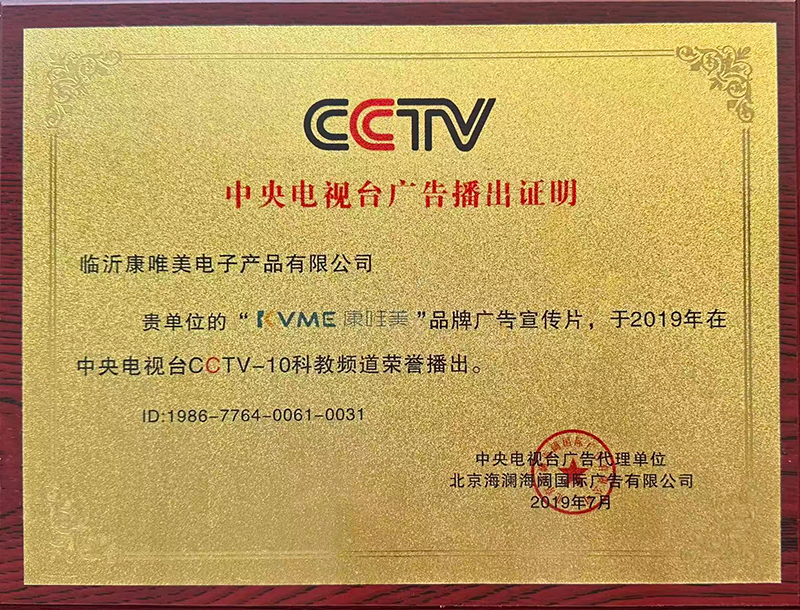 CCTV
中央电视台广告播出证明
临沂康唯美电子产品有限公司
贵单位的“KVME康唯美”品牌广告宣传片，于2019年在
中央电视台CCTV-10科教频道荣誉播出。
ID:1986-7764-0061-0031
中央电视台广告代理单位
北京海澜海阔国际广告有限公司
2019年7月